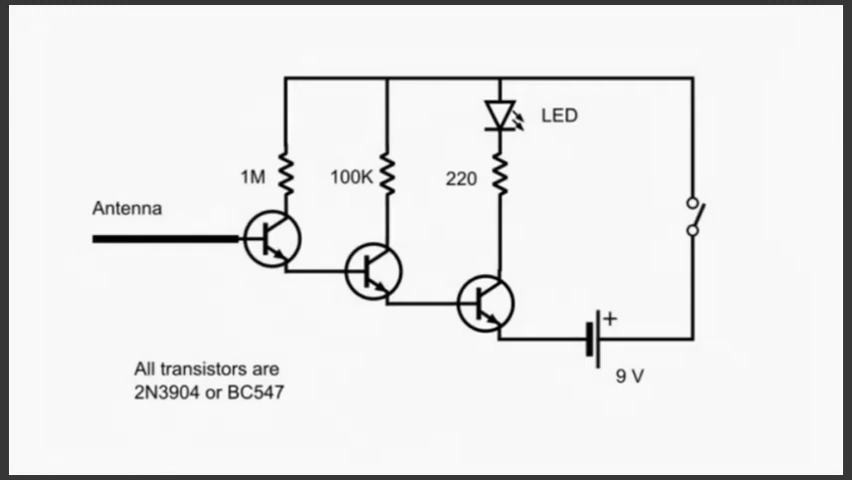 LED
1M
100K
220
Antenna
+
9 V
All transistors are
2N3904 or BC547